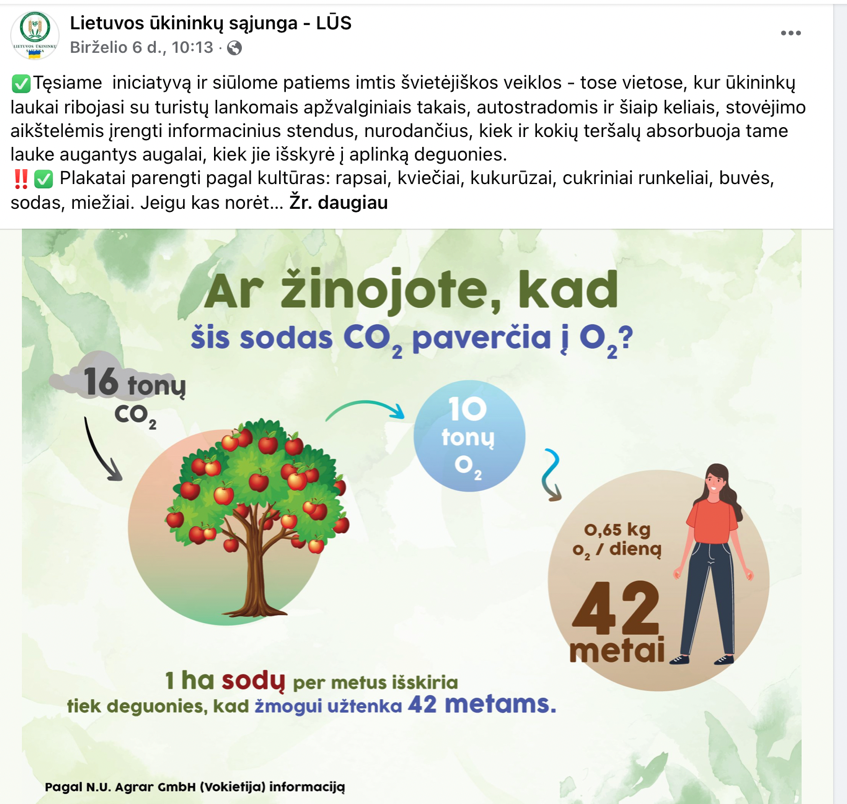 Lietuvos ūkininkų sąjunga - LŪS
Birželio 6 d., 10:13 ·
✅Tęsiame iniciatyvą ir siūlome patiems imtis švietėjiškos veiklos - tose vietose, kur ūkininkų
laukai ribojasi su turistų lankomais apžvalginiais takais, autostradomis ir šiaip keliais, stovėjimo
aikštelėmis įrengti informacinius stendus, nurodančius, kiek ir kokių teršalų absorbuoja tame
lauke augantys augalai, kiek jie išskyrė į aplinką deguonies.
‼️✅ Plakatai parengti pagal kultūras: rapsai, kviečiai, kukurūzai, cukriniai runkeliai, buvės,
sodas, miežiai. Jeigu kas norėt... Žr. daugiau
Ar žinojote, kad
šis sodas CO₂ paverčia į O₂?
16 tonų
CO₂
10
tonų
O₂
0,65 kg
O₂ / dieną
42
metai
1 ha sodų per metus išskiria
tiek deguonies, kad žmogui užtenka 42 metams.
Pagal N.U. Agrar GmbH (Vokietija) informaciją